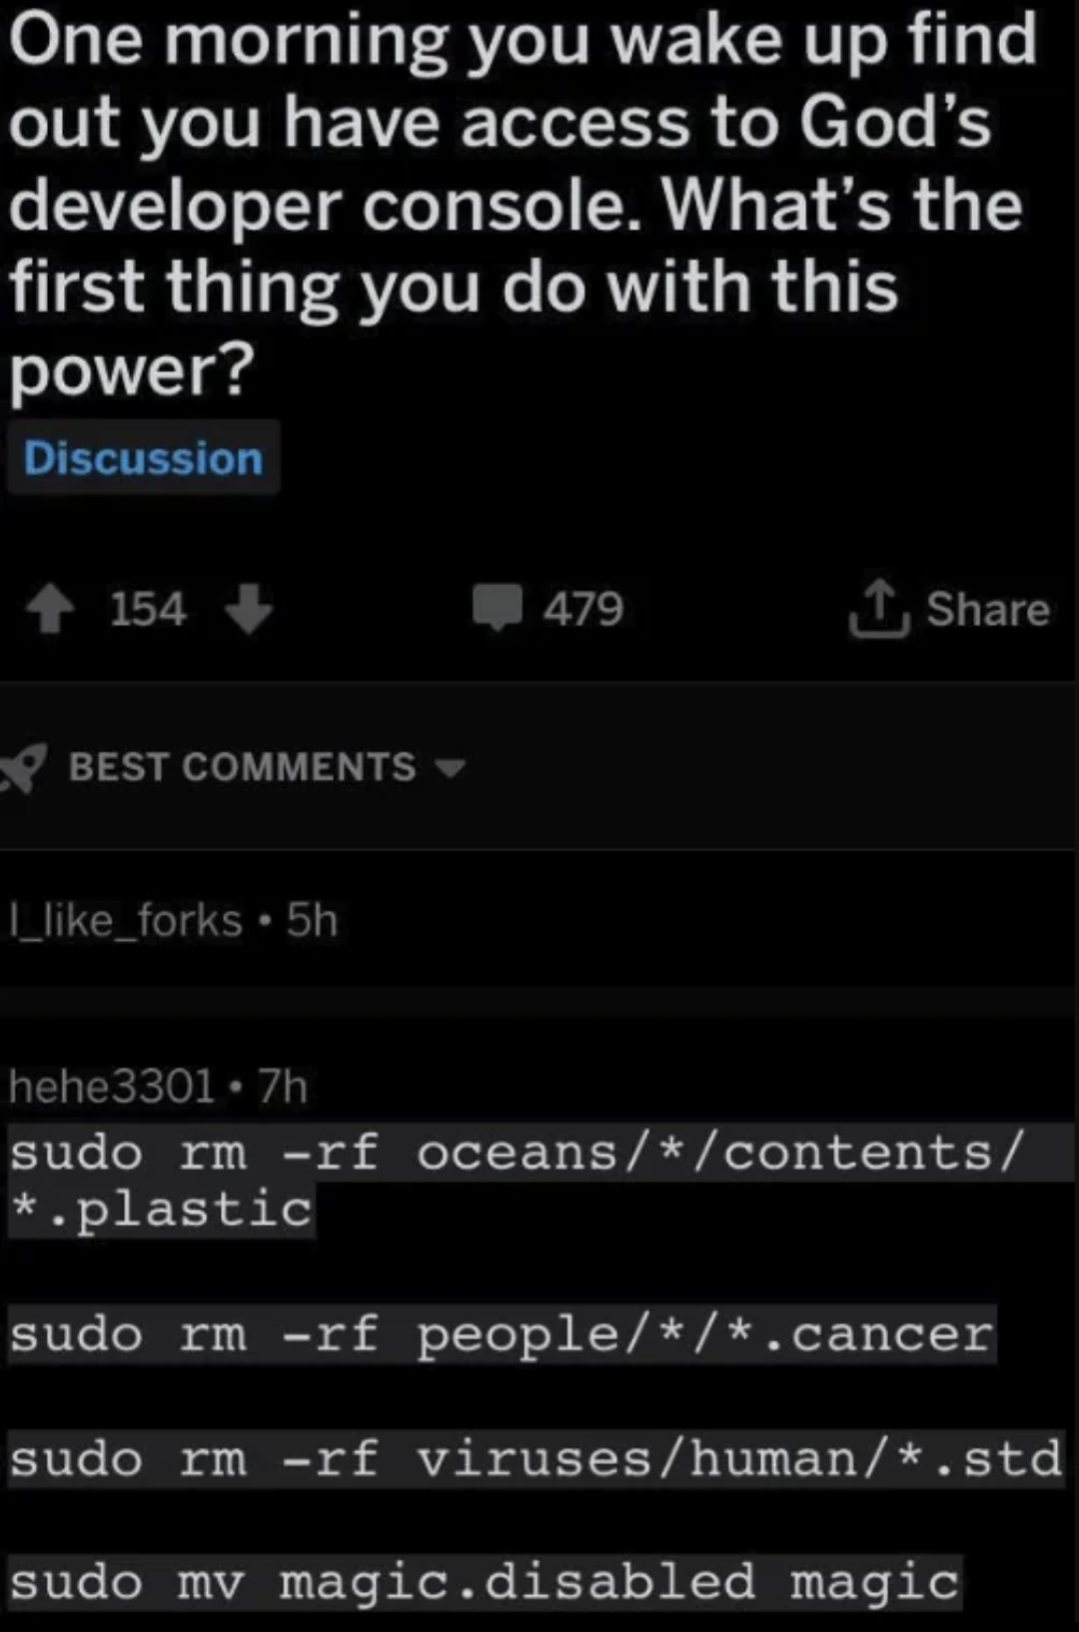 One morning you wake up find
out you have access to God's
developer console. What's the
first thing you do with this
power?
Discussion
154
479
Share
BEST COMMENTS
I_like_forks • 5h
hehe3301 • 7h
sudo rm -rf oceans/*/contents/
*.plastic
sudo rm -rf people/*/*.cancer
sudo rm -rf viruses/human/*.std
sudo mv magic.disabled magic